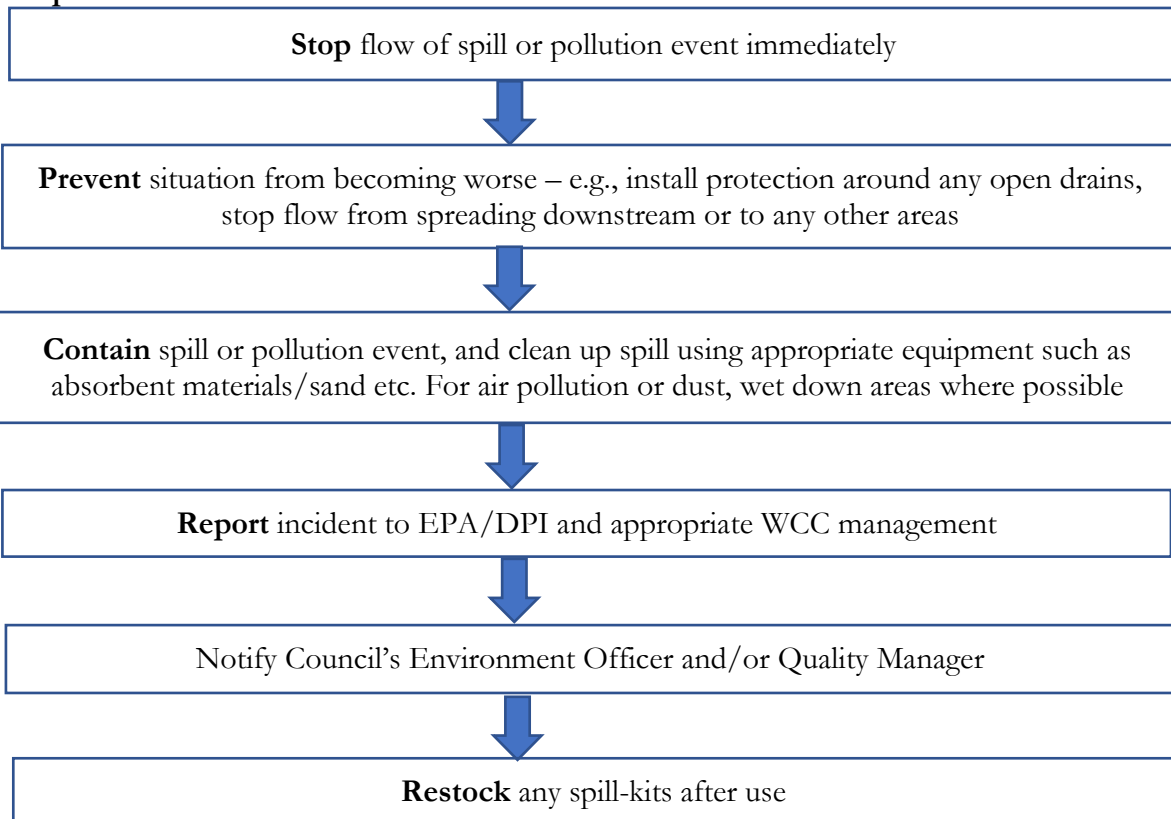 Stop flow of spill or pollution event immediately
Prevent situation from becoming worse – e.g., install protection around any open drains,
stop flow from spreading downstream or to any other areas
Contain spill or pollution event, and clean up spill using appropriate equipment such as
absorbent materials/sand etc. For air pollution or dust, wet down areas where possible
Report incident to EPA/DPI and appropriate WCC management
Notify Council’s Environment Officer and/or Quality Manager
Restock any spill-kits after use